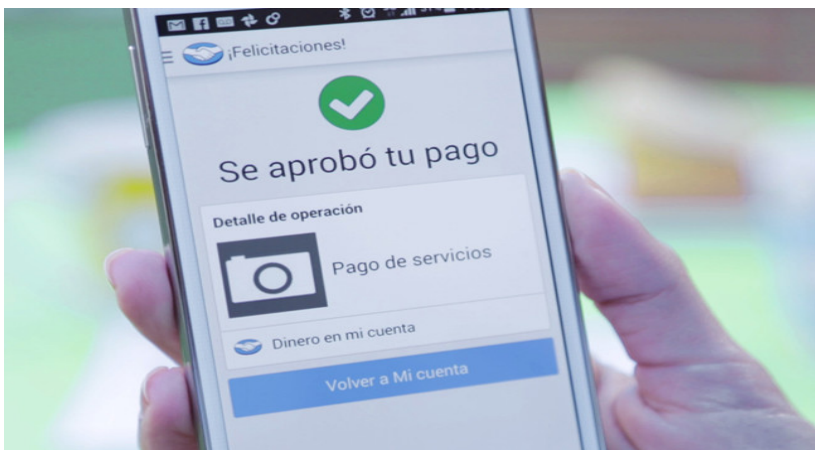 ¡Felicitaciones!
Se aprobó tu pago
Detalle de operación
Pago de servicios
Dinero en mi cuenta
Volver a Mi cuenta